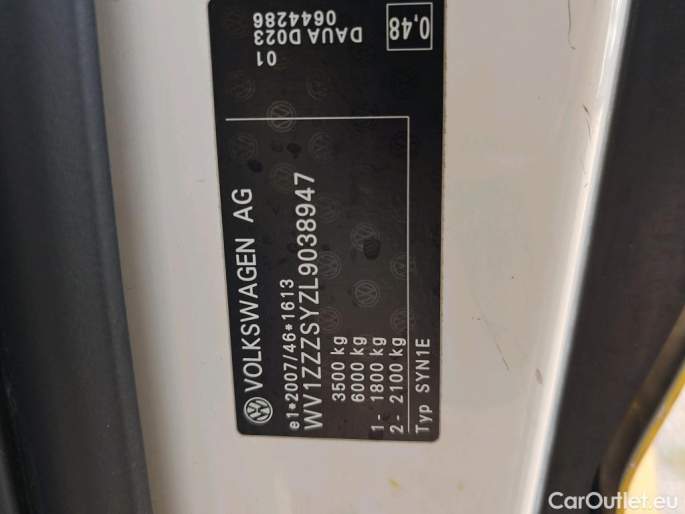 VOLKSWAGEN AG
e1*2007/46*1613
WV1ZZZSYZL9038947
3500 kg
6000 kg
1- 1800 kg
2- 2100 kg
Typ SYN1E
01
DAUA D023
0644286
0,48
CarOutlet.eu